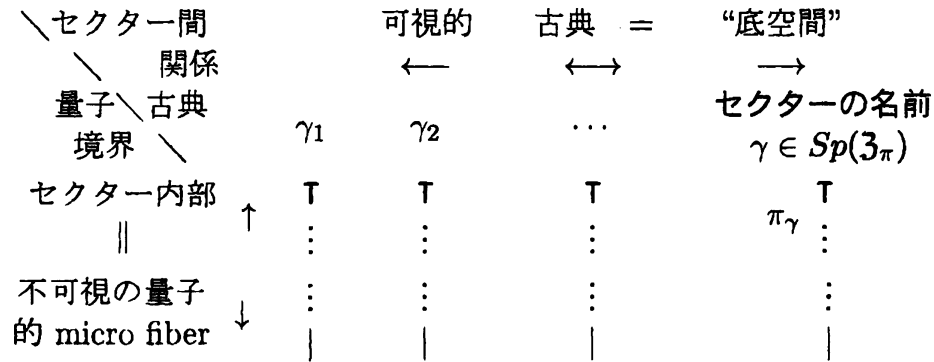 ＼セクター間 可視的 古典 = “底空間”
＼ 関係 ← ↔ →
量子＼古典 セクターの名前
境界 ＼ γ₁ γ₂ ⋯ γ ∈ Sp(ℨ_π)
セクター内部 ↑ T T T T
|| ⋮ ⋮ ⋮ π_γ ⋮
不可視の量子 ↓ ⋮ ⋮ ⋮ ⋮
的 micro fiber | | | |